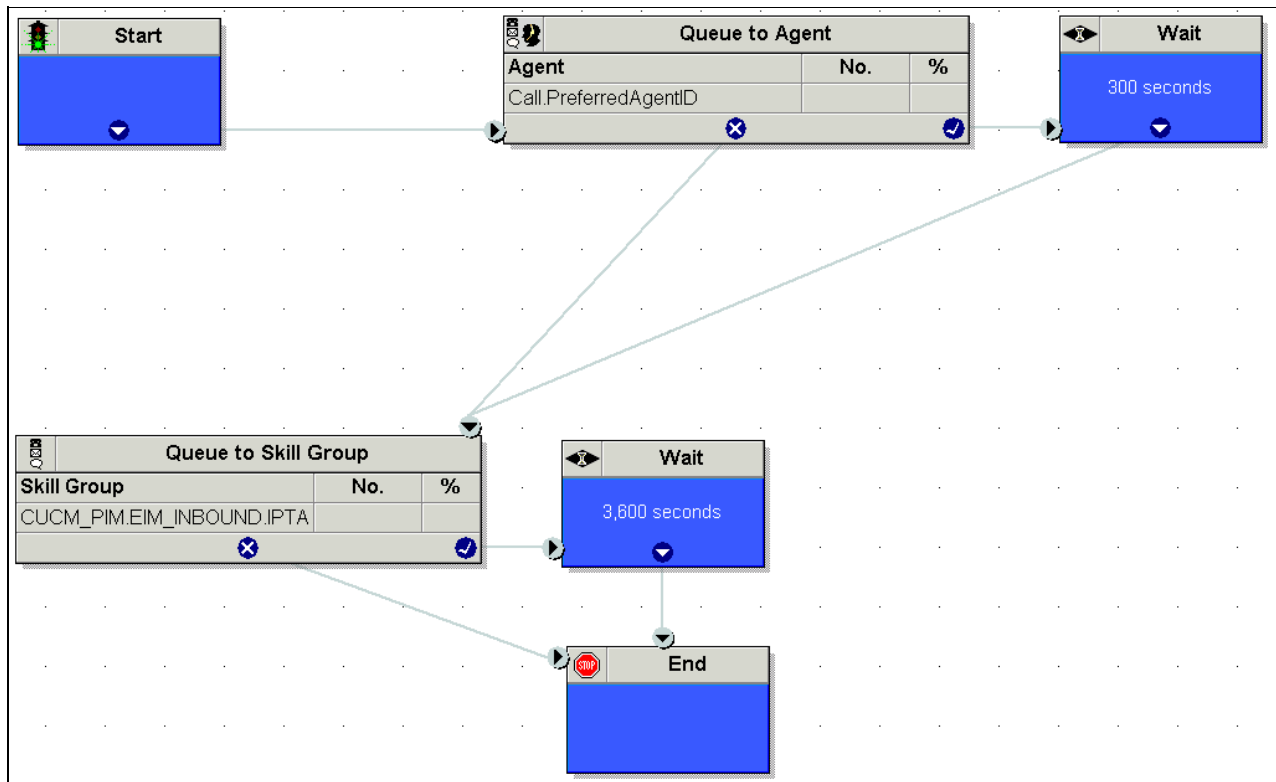 Start
Queue to Agent
Agent No. %
Call.PreferredAgentID
Wait
300 seconds
Queue to Skill Group
Skill Group No. %
CUCM_PIM.EIM_INBOUND.IPTA
Wait
3,600 seconds
STOP
End